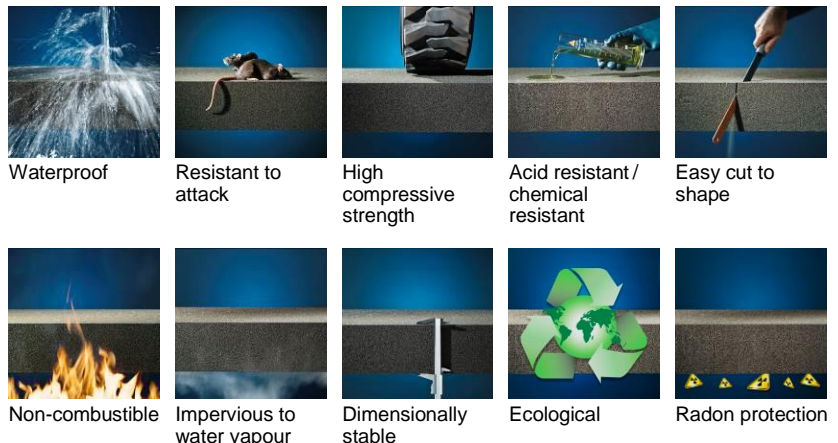 Waterproof
Resistant to
attack
High
compressive
strength
Acid resistant /
chemical
resistant
Easy cut to
shape
Non-combustible
Impervious to
water vapour
Dimensionally
stable
Ecological
Radon protection